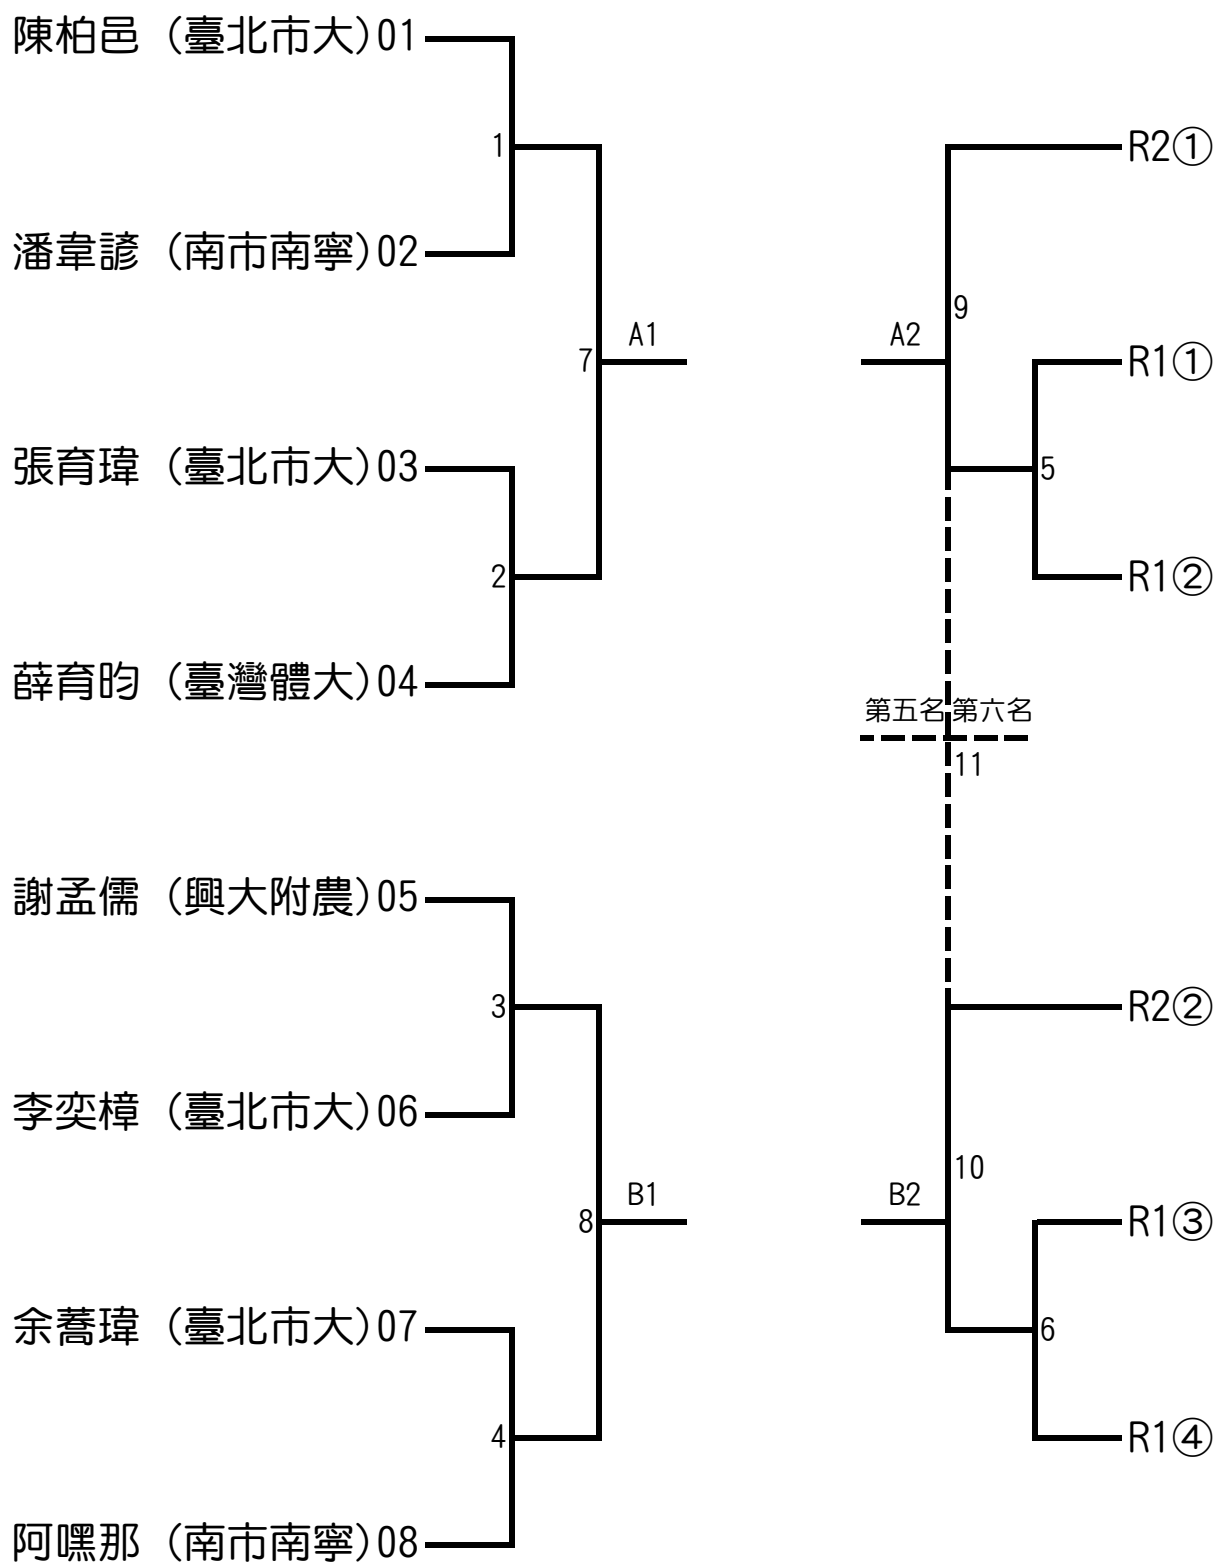 陳柏邑 (臺北市大)01
1
R2①
潘韋諺 (南市南寧)02
9
A1
A2
7
R1①
張育瑋 (臺北市大)03
5
2
R1②
薛育昀 (臺灣體大)04
第五名 第六名
11
謝孟儒 (興大附農)05
3
R2②
李奕樟 (臺北市大)06
10
B1
B2
8
R1③
余蕎瑋 (臺北市大)07
6
4
R1④
阿嘿那 (南市南寧)08